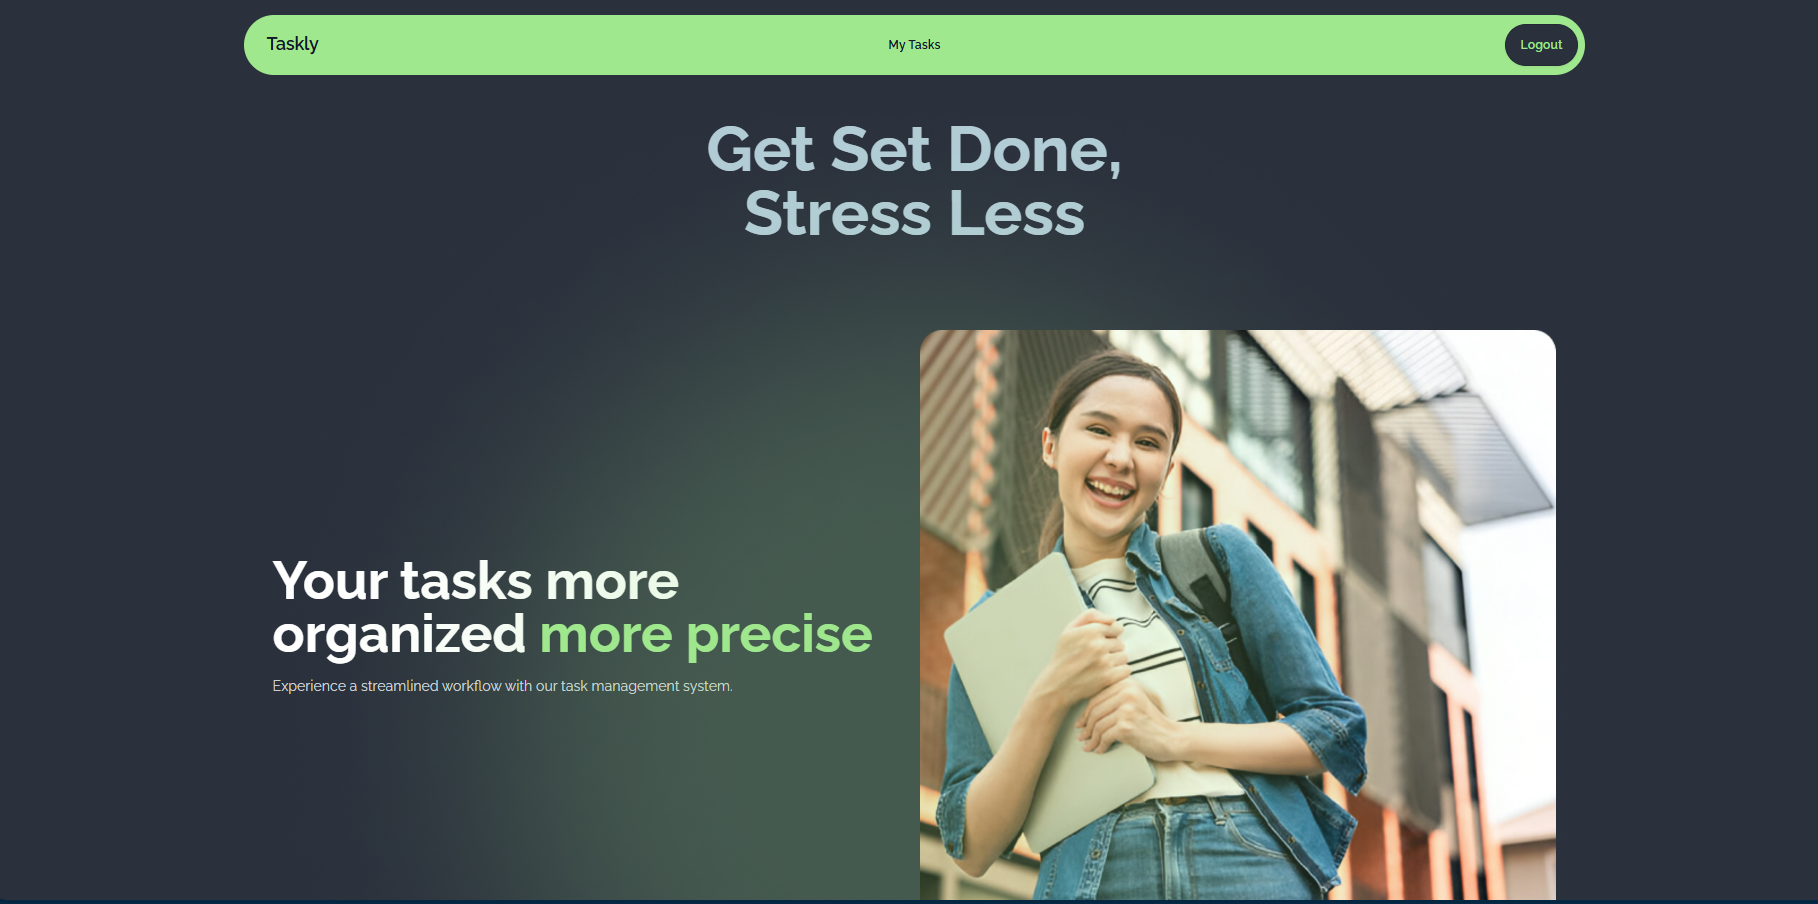 Taskly
My Tasks
Logout
Get Set Done,
Stress Less
Your tasks more
organized more precise
Experience a streamlined workflow with our task management system.